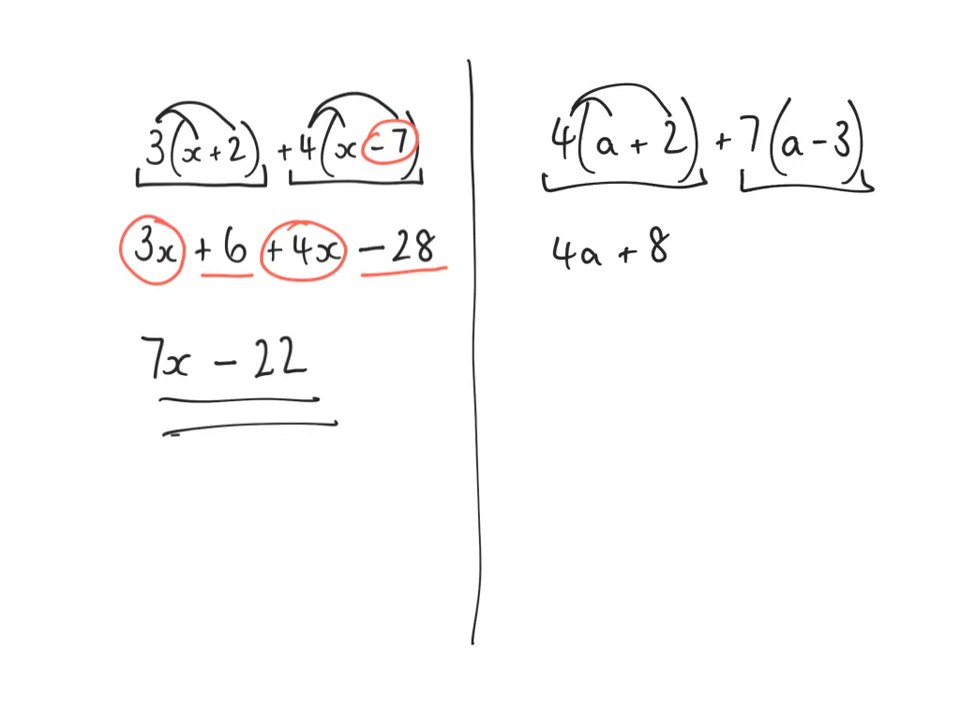 3(x+2) +4(x-7)
3x +6 +4x -28
7x - 22
4(a+2) +7(a-3)
4a + 8